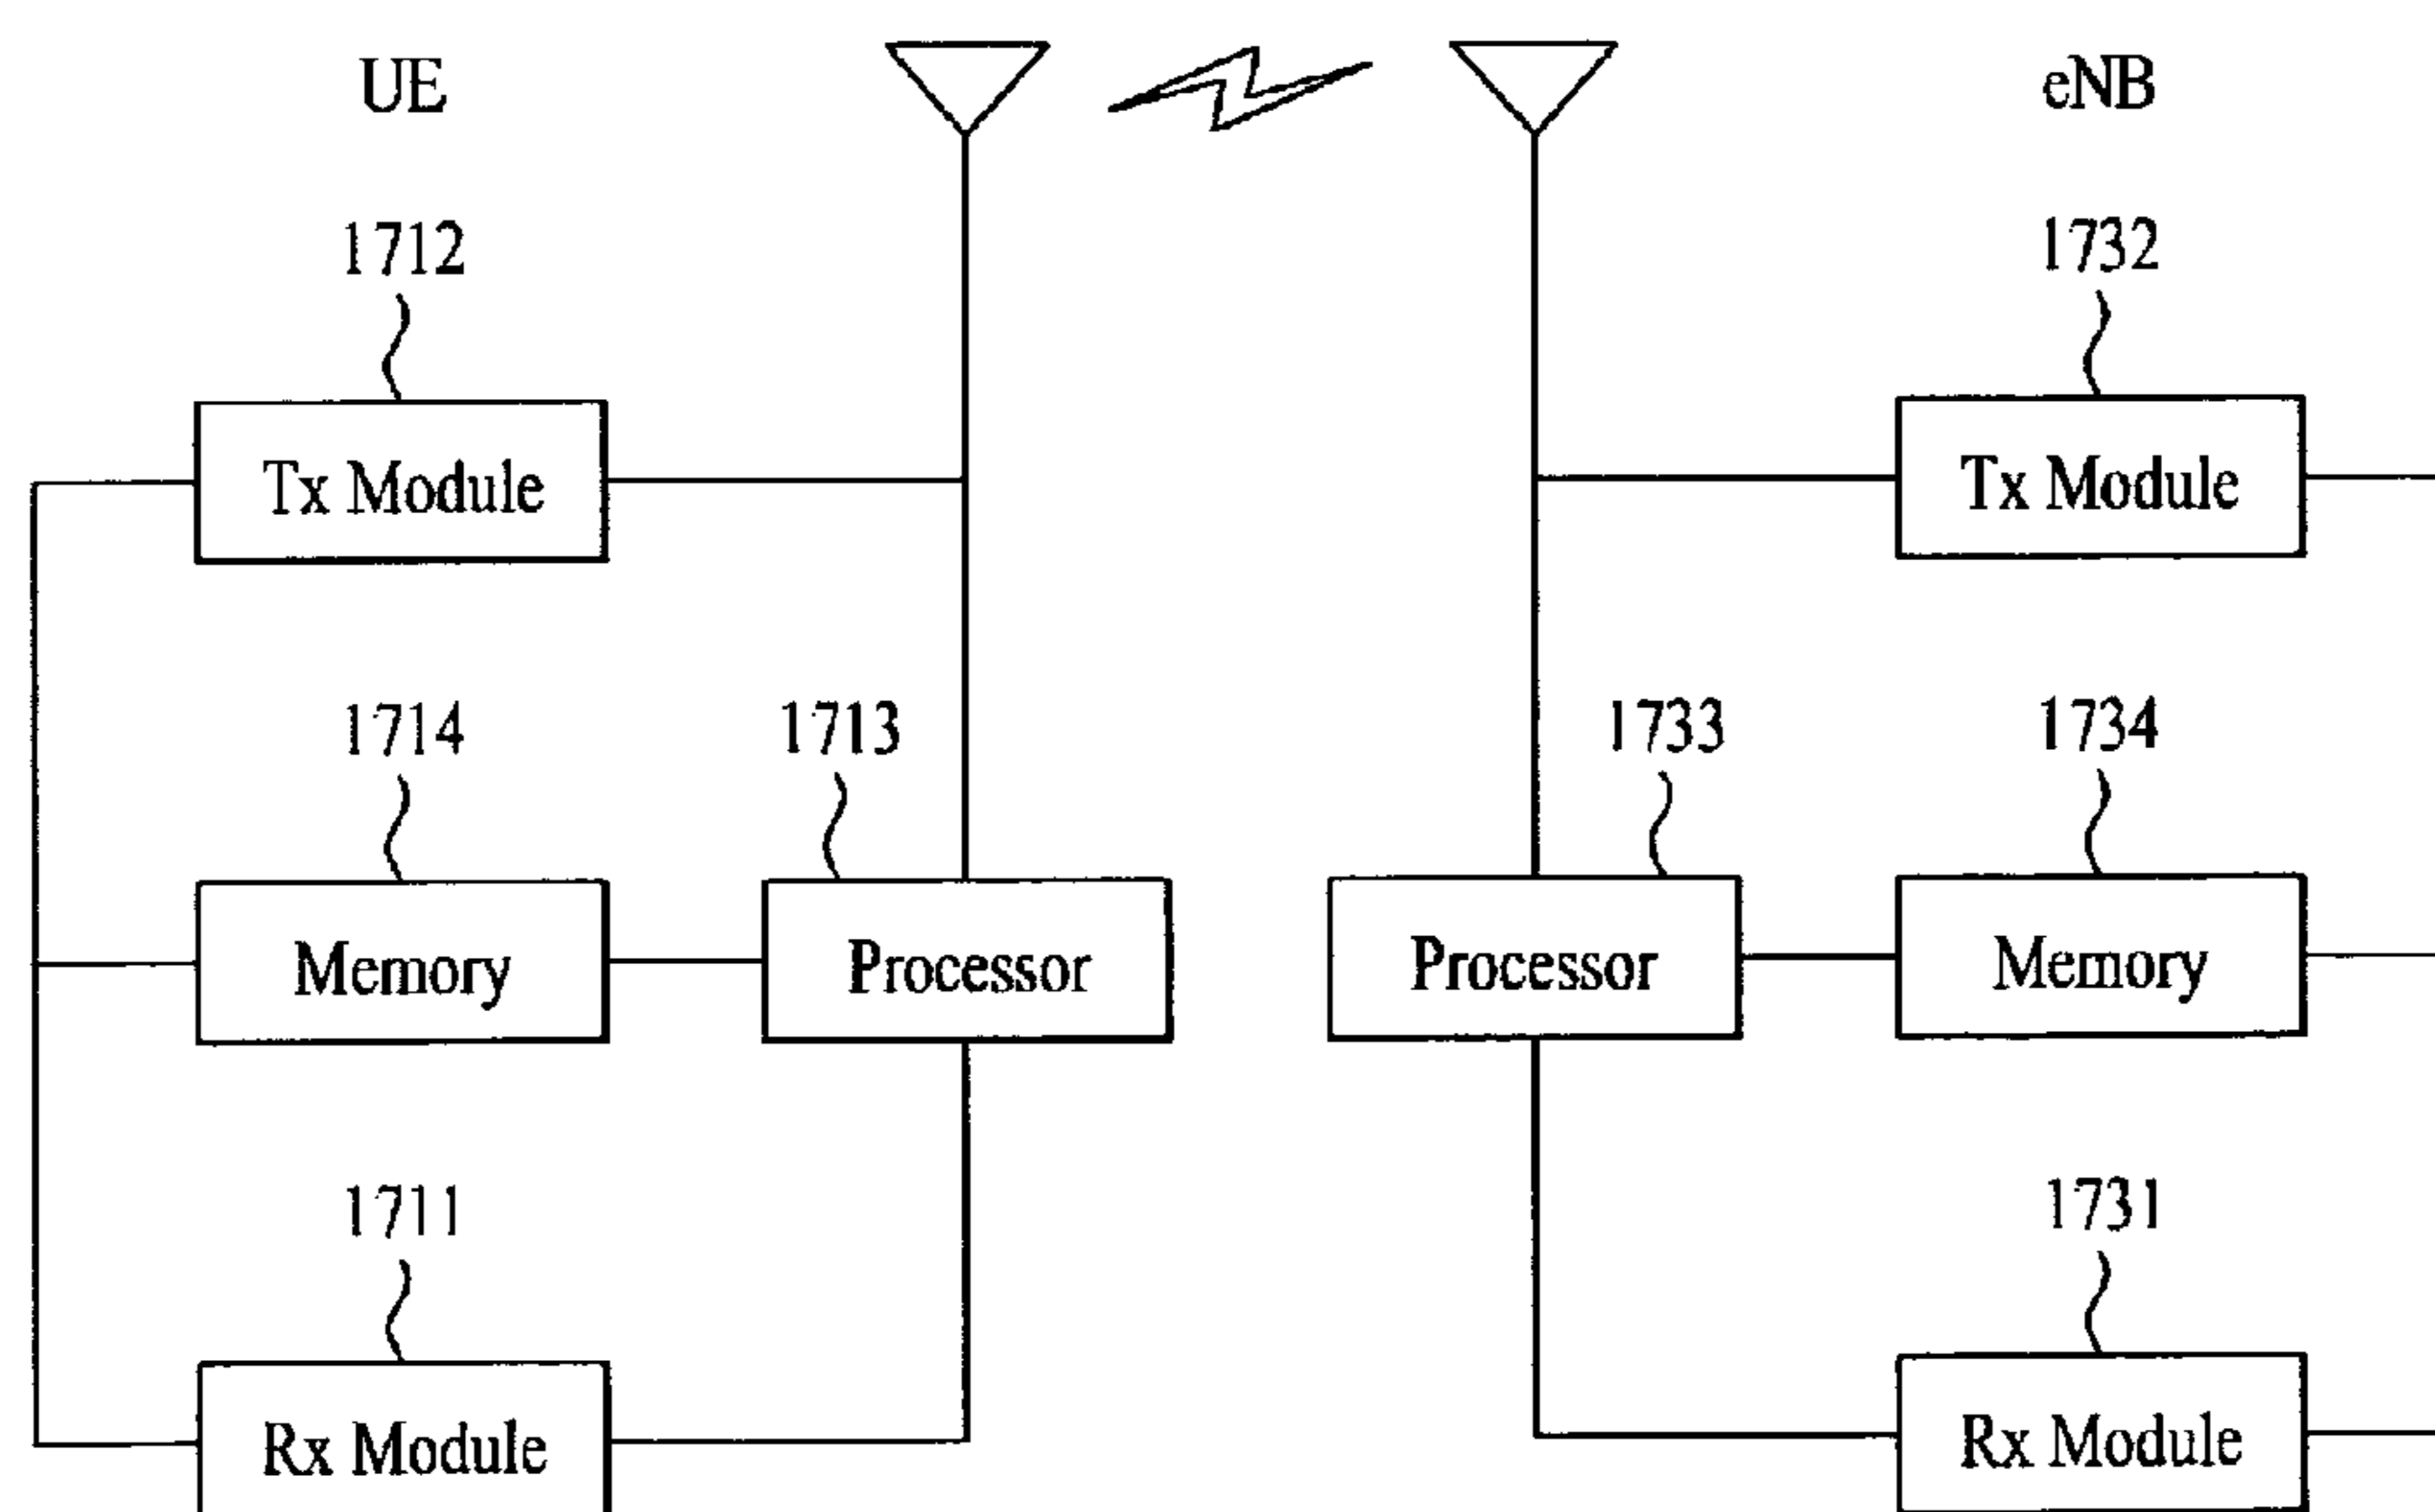 UE
eNB
1712
1732
Tx Module
Tx Module
1714
1713
1733
1734
Memory
Processor
Processor
Memory
1711
1731
Rx Module
Rx Module